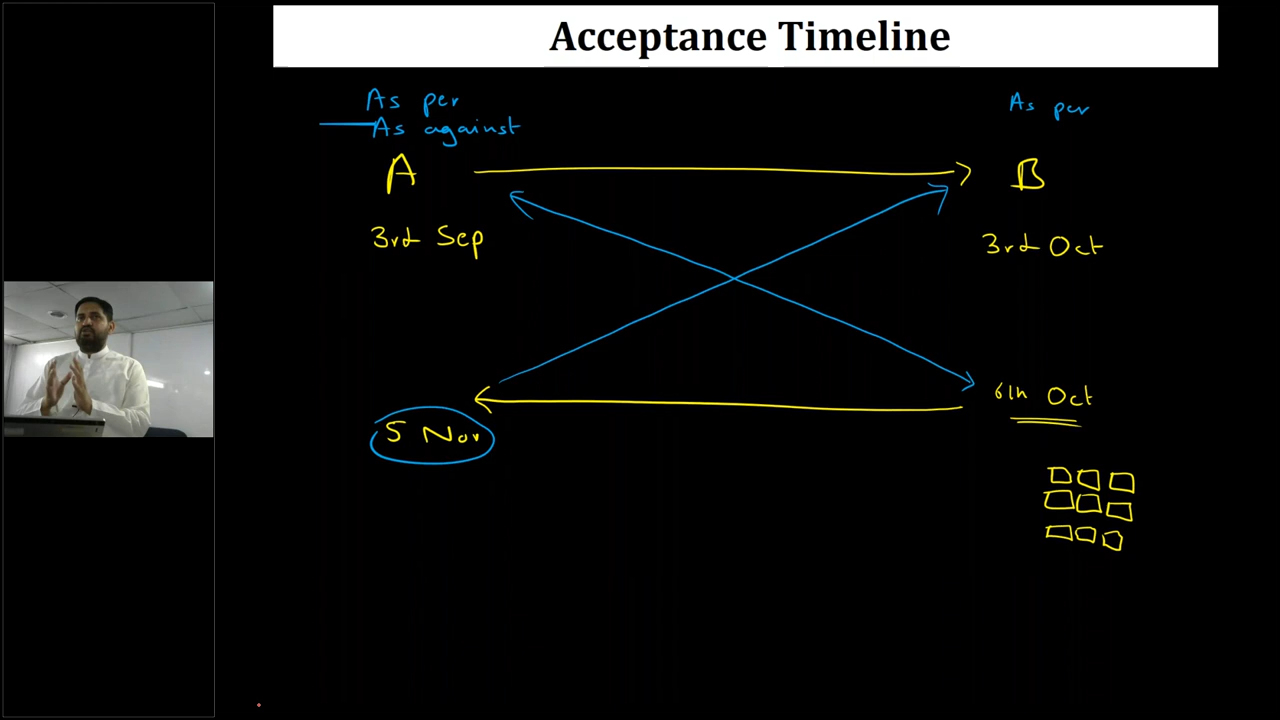 Acceptance Timeline
As per
As against
As per
A
B
3rd Sep
3rd Oct
6th Oct
5 Nov